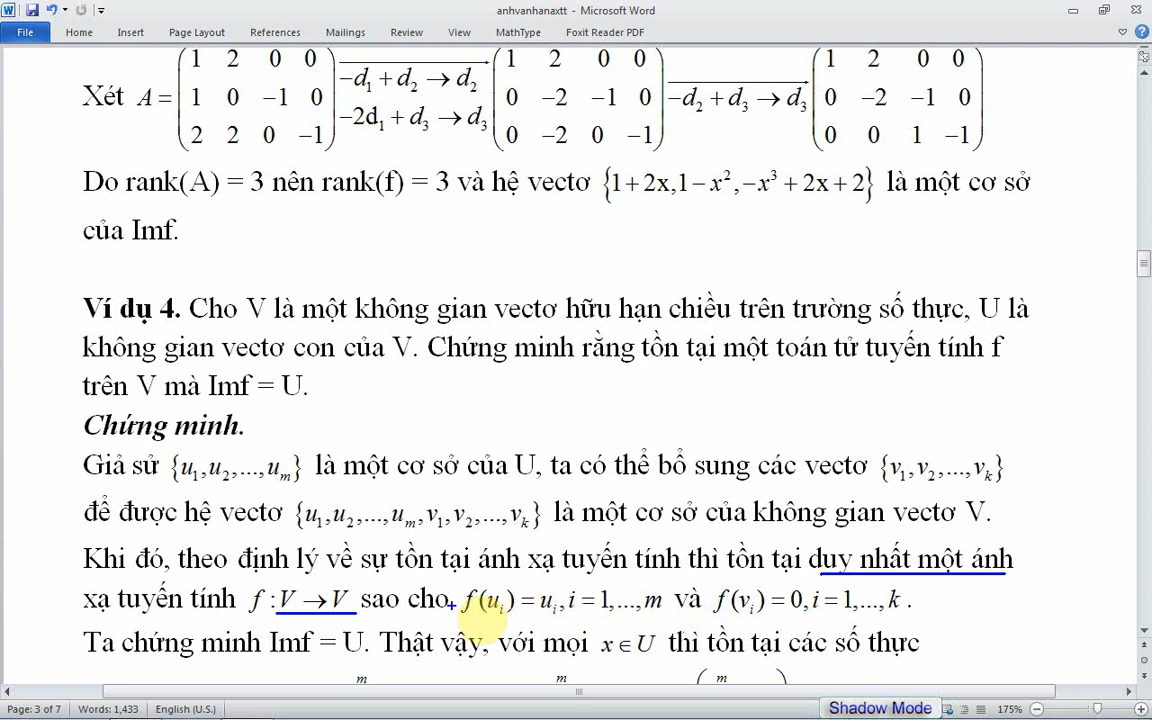 anhvanhanaxtt - Microsoft Word
File Home Insert Page Layout References Mailings Review View MathType Foxit Reader PDF
Xét A = (1 2 0 0; 1 0 −1 0; 2 2 0 −1) −d₁ + d₂ → d₂ −2d₁ + d₃ → d₃ (1 2 0 0; 0 −2 −1 0; 0 −2 0 −1) −d₂ + d₃ → d₃ (1 2 0 0; 0 −2 −1 0; 0 0 1 −1)
Do rank(A) = 3 nên rank(f) = 3 và hệ vectơ {1 + 2x, 1 − x², −x³ + 2x + 2} là một cơ sở
của Imf.
Ví dụ 4. Cho V là một không gian vectơ hữu hạn chiều trên trường số thực, U là
không gian vectơ con của V. Chứng minh rằng tồn tại một toán tử tuyến tính f
trên V mà Imf = U.
Chứng minh.
Giả sử {u₁,u₂,...,uₘ} là một cơ sở của U, ta có thể bổ sung các vectơ {v₁,v₂,...,vₖ}
để được hệ vectơ {u₁,u₂,...,uₘ,v₁,v₂,...,vₖ} là một cơ sở của không gian vectơ V.
Khi đó, theo định lý về sự tồn tại ánh xạ tuyến tính thì tồn tại duy nhất một ánh
xạ tuyến tính f : V → V sao cho f(uᵢ) = uᵢ, i = 1,...,m và f(vᵢ) = 0, i = 1,...,k .
Ta chứng minh Imf = U. Thật vậy, với mọi x ∈ U thì tồn tại các số thực
m m m
Page: 3 of 7 Words: 1,433 English (U.S.) Shadow Mode 175%